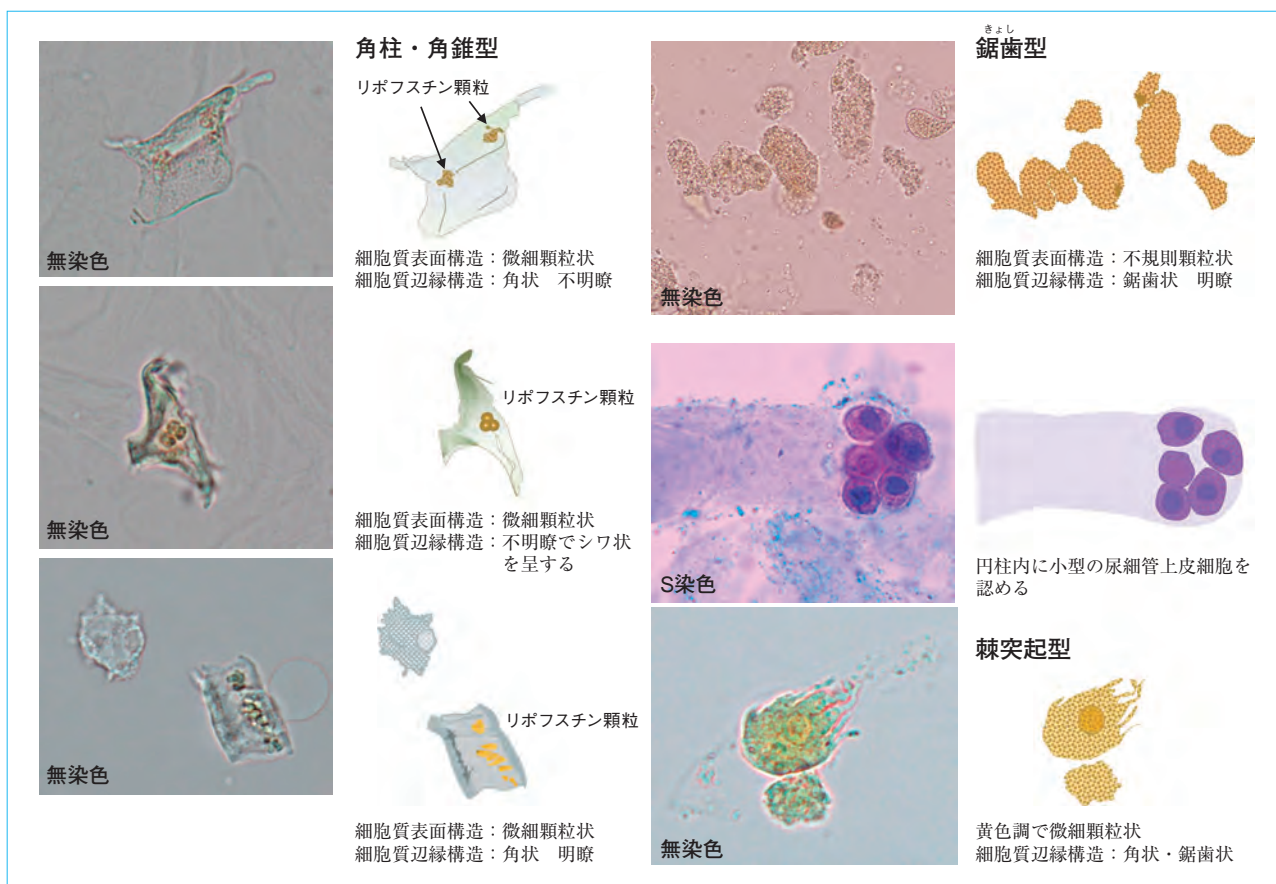 角柱・角錐型
リポフスチン顆粒
無染色
細胞質表面構造：微細顆粒状
細胞質辺縁構造：角状　不明瞭
リポフスチン顆粒
無染色
細胞質表面構造：微細顆粒状
細胞質辺縁構造：不明瞭でシワ状
を呈する
リポフスチン顆粒
無染色
細胞質表面構造：微細顆粒状
細胞質辺縁構造：角状　明瞭
きょし
鋸歯型
無染色
細胞質表面構造：不規則顆粒状
細胞質辺縁構造：鋸歯状　明瞭
S染色
円柱内に小型の尿細管上皮細胞を
認める
棘突起型
無染色
黄色調で微細顆粒状
細胞質辺縁構造：角状・鋸歯状